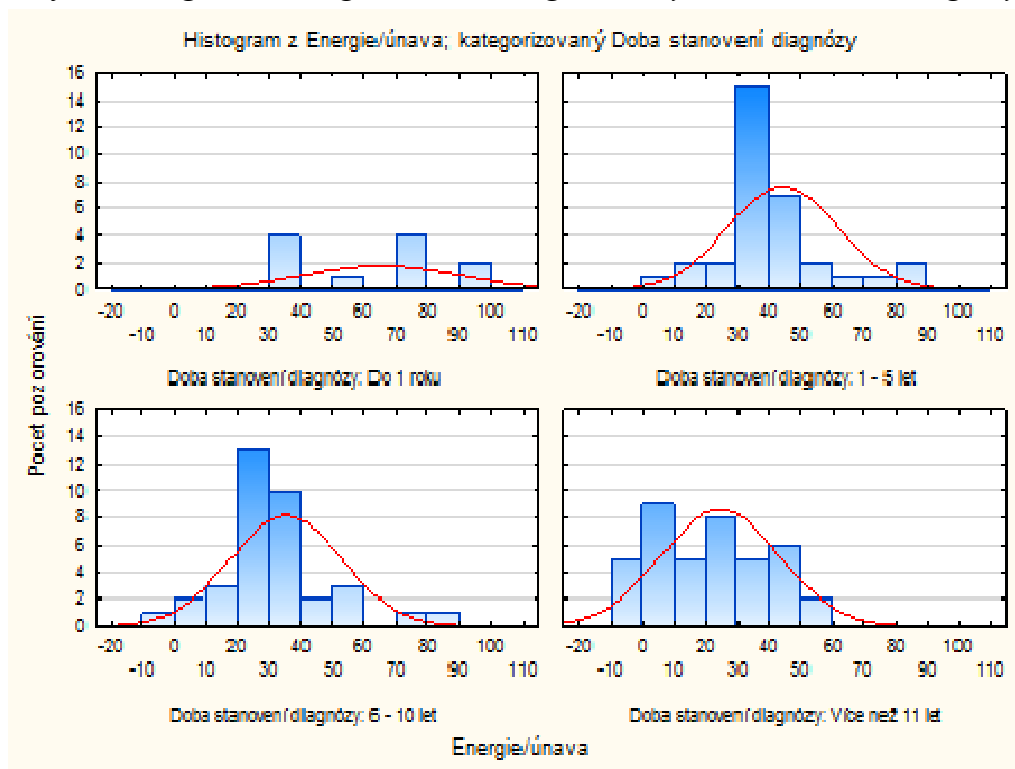 Histogram z Energie/únava; kategorizovaný Doba stanovení diagnózy
Počet pozorování
16
14
12
10
8
6
4
2
0
-20 0 20 40 60 80 100
-10 10 30 50 70 90 110
Doba stanovení diagnózy: Do 1 roku
-20 0 20 40 60 80 100
-10 10 30 50 70 90 110
Doba stanovení diagnózy: 1 - 5 let
16
14
12
10
8
6
4
2
0
-20 0 20 40 60 80 100
-10 10 30 50 70 90 110
Doba stanovení diagnózy: 6 - 10 let
-20 0 20 40 60 80 100
-10 10 30 50 70 90 110
Doba stanovení diagnózy: Více než 11 let
Energie/únava